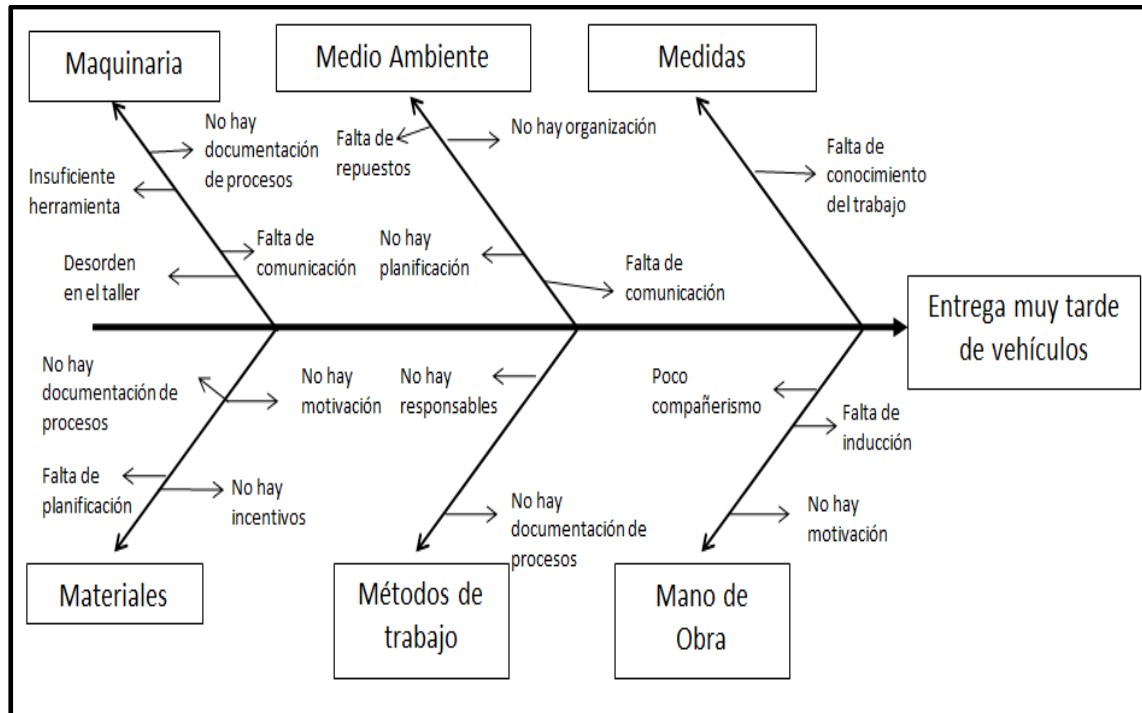 Maquinaria
Medio Ambiente
Medidas
No hay
documentación
de procesos
Insuficiente
herramienta
Falta de
comunicación
Desorden
en el taller
Falta de
repuestos
No hay organización
No hay
planificación
Falta de
comunicación
Falta de
conocimiento
del trabajo
Entrega muy tarde
de vehículos
No hay
documentación de
procesos
No hay
motivación
Falta de
planificación
No hay
incentivos
No hay
responsables
No hay
documentación de
procesos
Poco
compañerismo
Falta de
inducción
No hay
motivación
Materiales
Métodos de
trabajo
Mano de
Obra